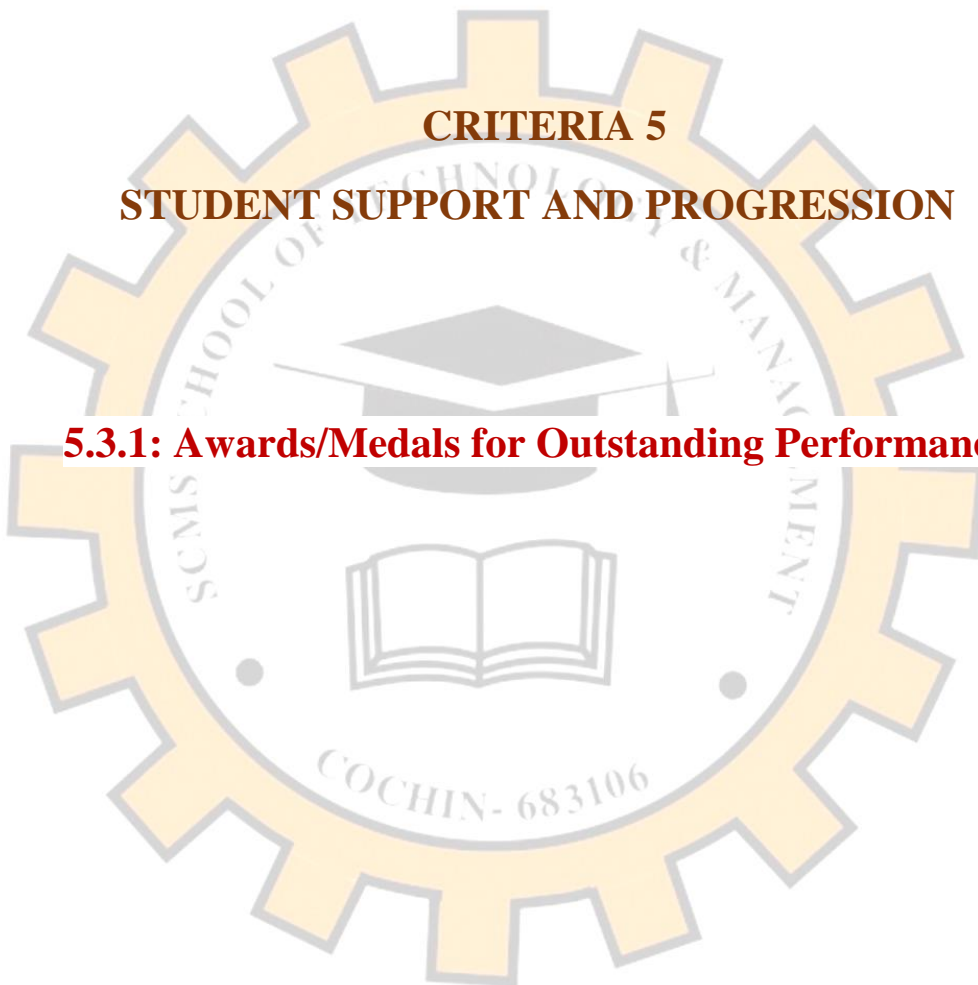 CRITERIA 5
STUDENT SUPPORT AND PROGRESSION
5.3.1: Awards/Medals for Outstanding
SCMS SCHOOL OF TECHNOLOGY & MANAGEMENT
COCHIN- 683106